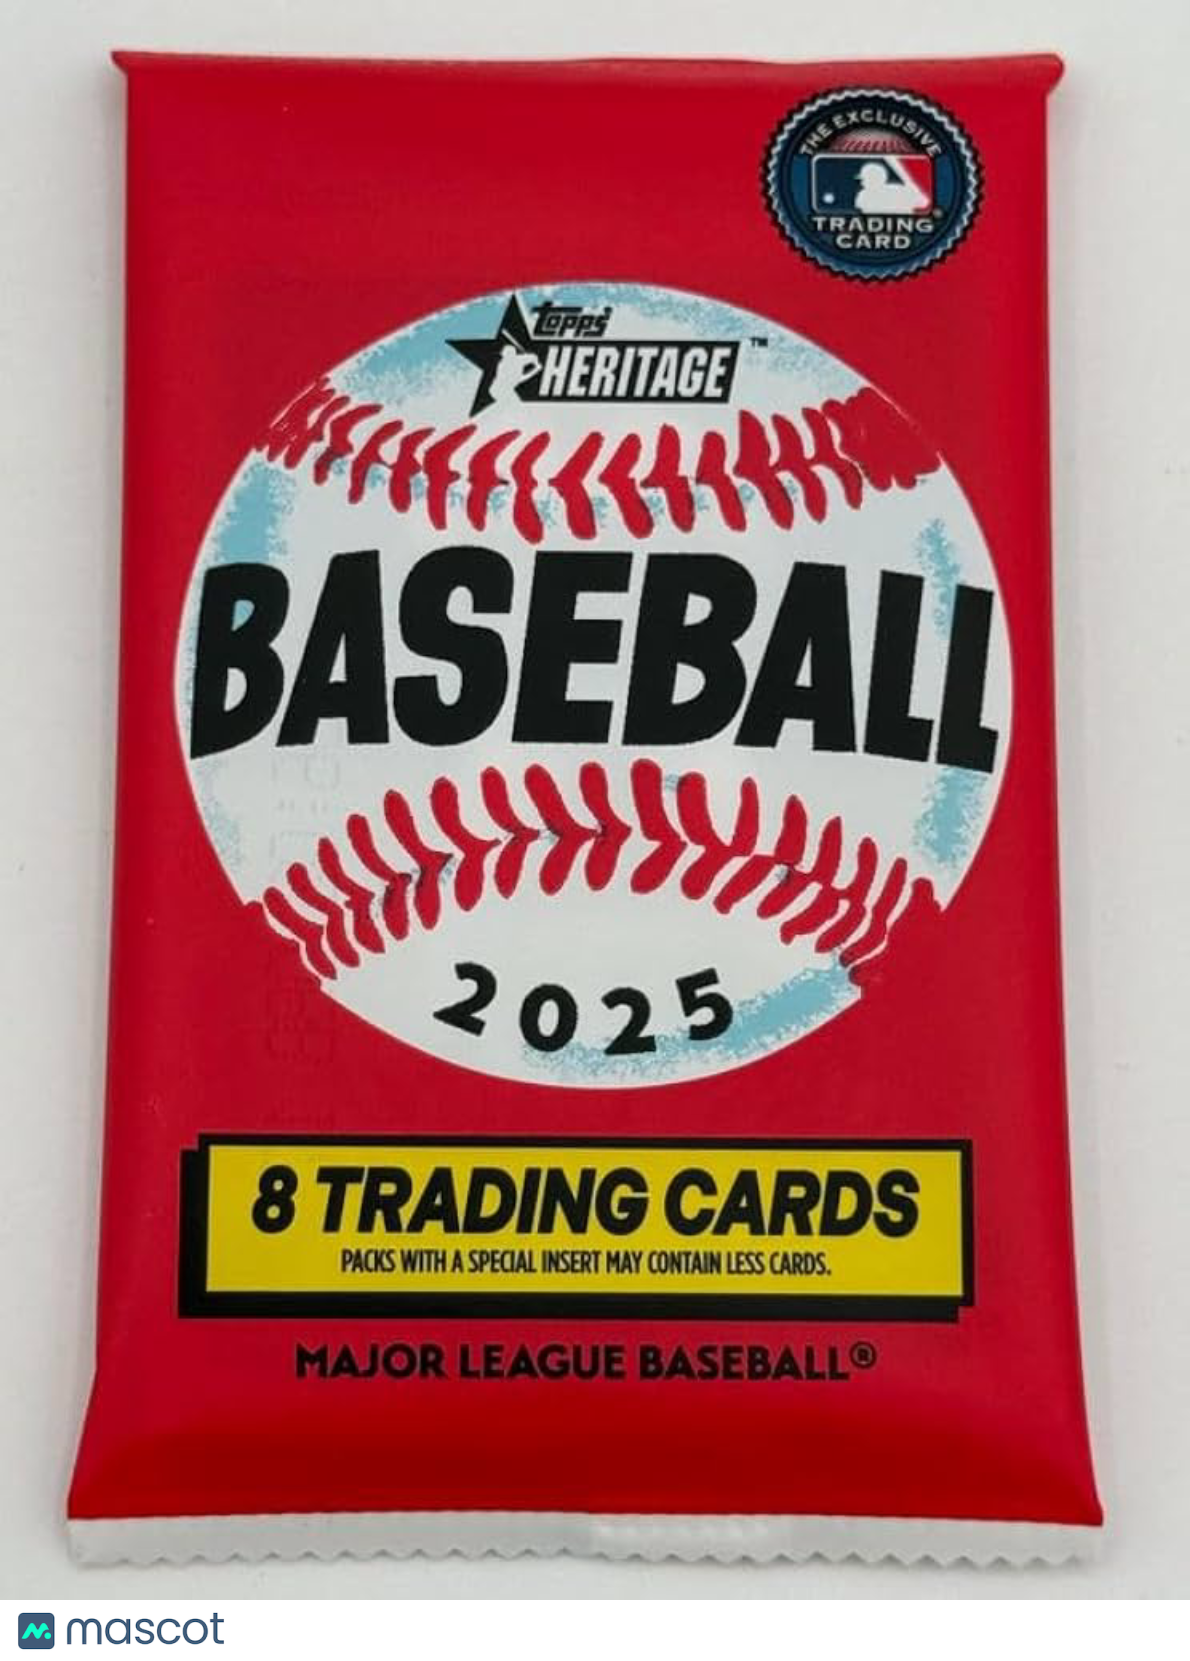 THE EXCLUSIVE
TRADING
CARD
topps
HERITAGE™
BASEBALL
2025
8 TRADING CARDS
PACKS WITH A SPECIAL INSERT MAY CONTAIN LESS CARDS.
MAJOR LEAGUE BASEBALL®
mascot